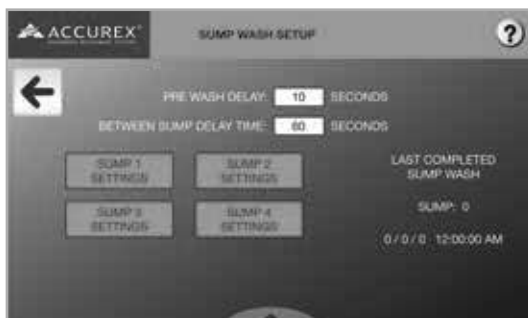 ACCUREX
SUMP WASH SETUP
?
PRE WASH DELAY: 10 SECONDS
BETWEEN SUMP DELAY TIME: 60 SECONDS
SUMP 1 SETTINGS
SUMP 2 SETTINGS
SUMP 3 SETTINGS
SUMP 4 SETTINGS
LAST COMPLETED
SUMP WASH
SUMP: 0
0 / 0 / 0 12:00:00 AM